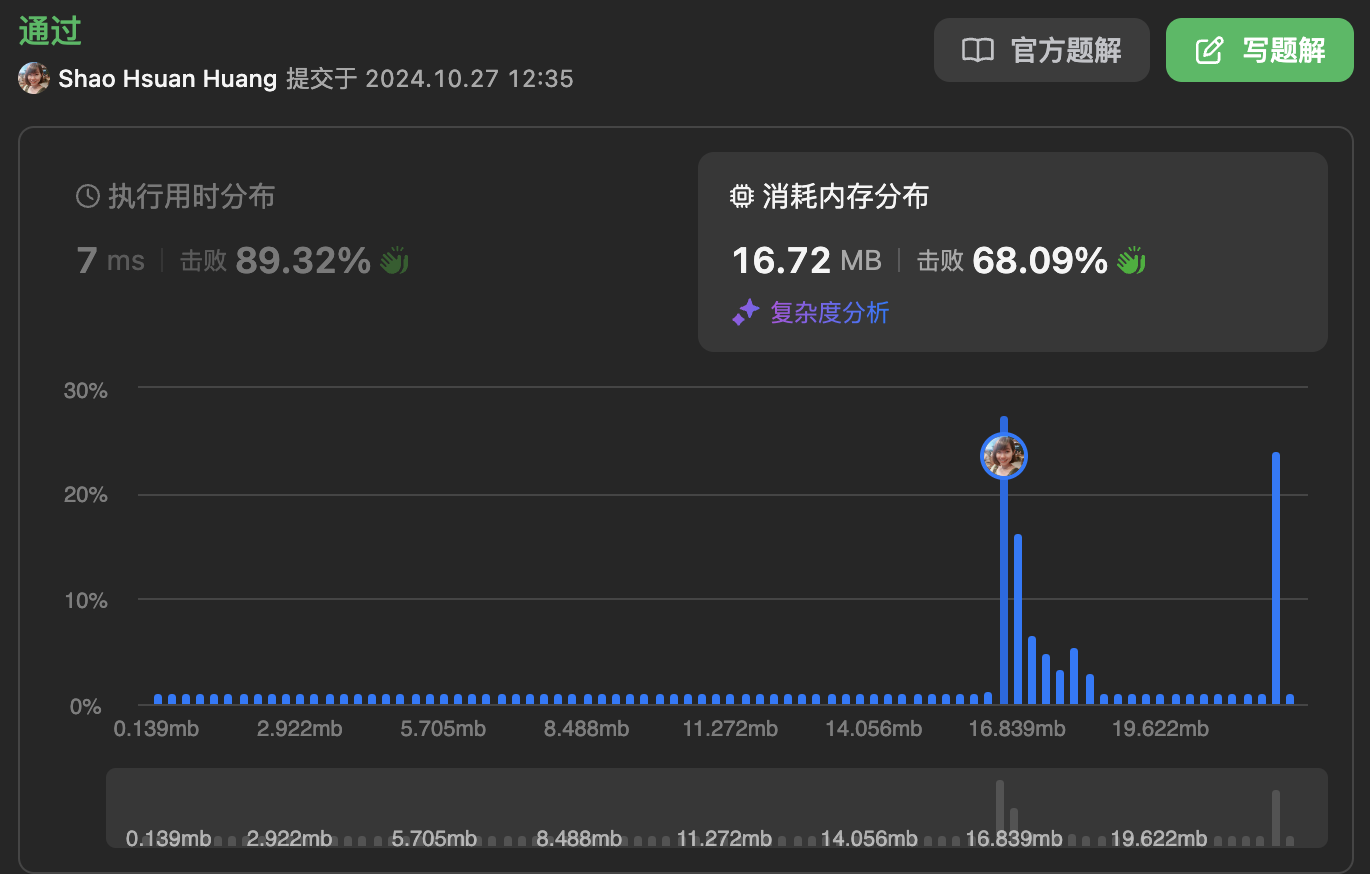 通过
官方题解
写题解
Shao Hsuan Huang 提交于 2024.10.27 12:35
执行用时分布
7 ms 击败 89.32%
消耗内存分布
16.72 MB 击败 68.09%
复杂度分析
30%
20%
10%
0%
0.139mb 2.922mb 5.705mb 8.488mb 11.272mb 14.056mb 16.839mb 19.622mb
0.139mb 2.922mb 5.705mb 8.488mb 11.272mb 14.056mb 16.839mb 19.622mb